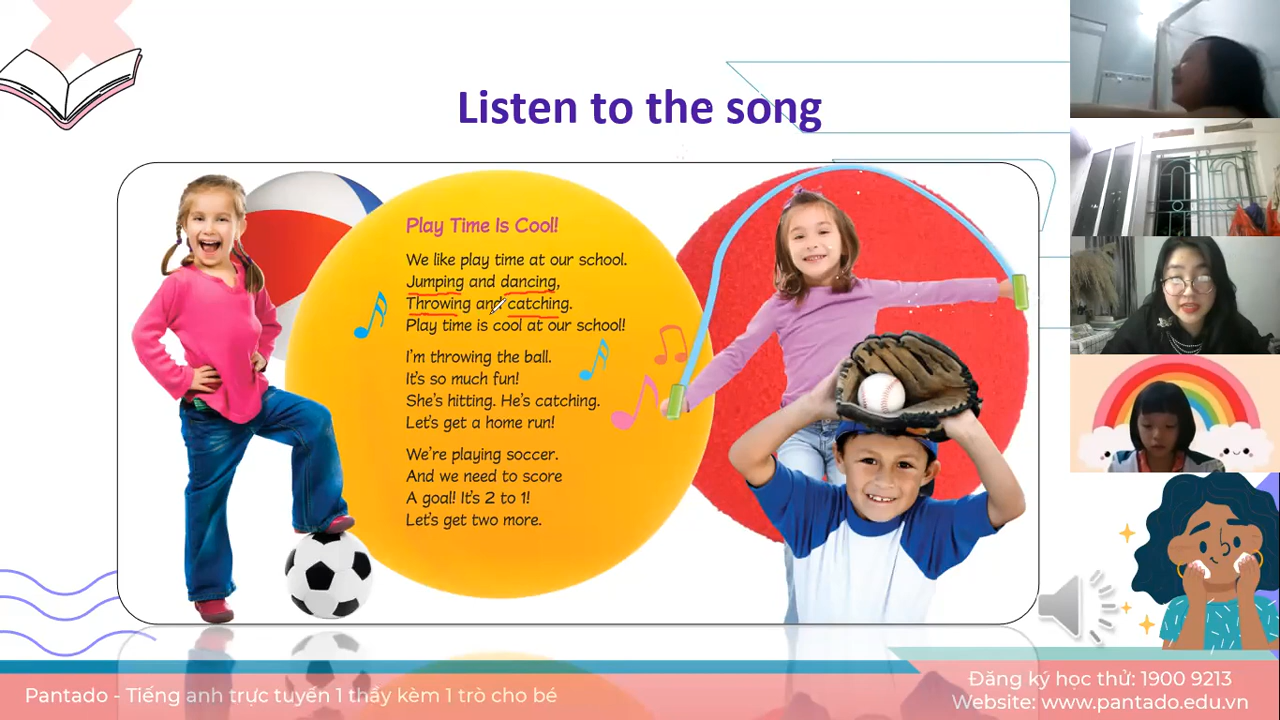 Listen to the song
Play Time Is Cool!
We like play time at our school.
Jumping and dancing,
Throwing and catching.
Play time is cool at our school!
I'm throwing the ball.
It's so much fun!
She's hitting. He's catching.
Let's get a home run!
We're playing soccer.
And we need to score
A goal! It's 2 to 1!
Let's get two more.
Pantado - Tiếng anh trực tuyến 1 thầy kèm 1 trò cho bé
Đăng ký học thử: 1900 9213
Website: www.pantado.edu.vn